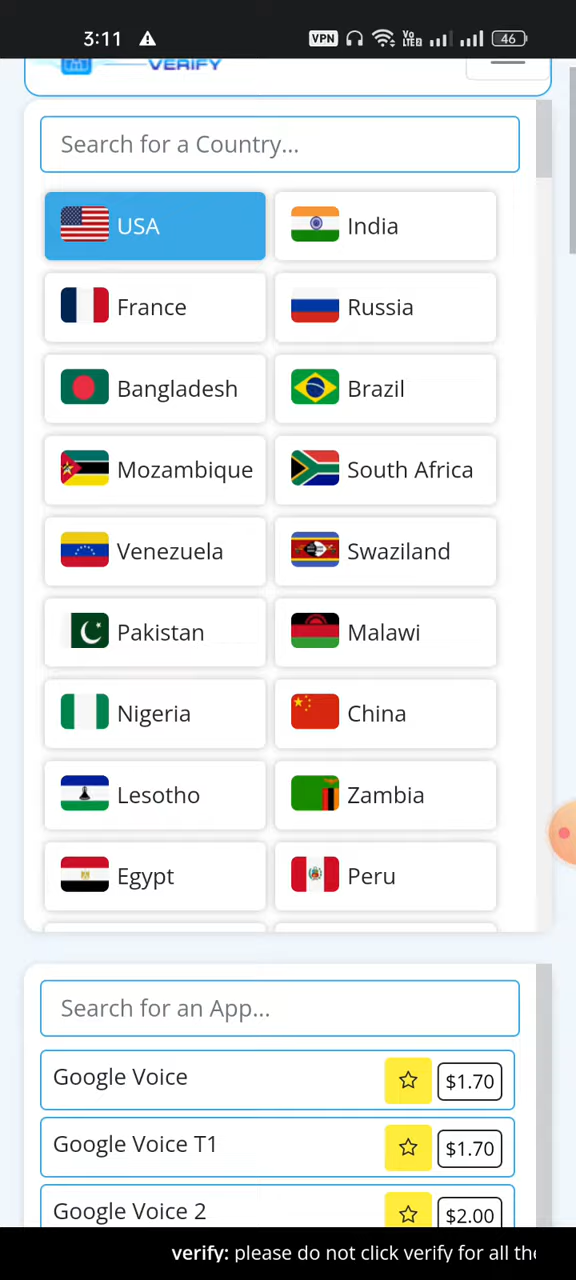 3:11 VPN Vo LTE2 46
VERIFY
Search for a Country...
USA India
France Russia
Bangladesh Brazil
Mozambique South Africa
Venezuela Swaziland
Pakistan Malawi
Nigeria China
Lesotho Zambia
Egypt Peru
Search for an App...
Google Voice $1.70
Google Voice T1 $1.70
Google Voice 2 $2.00
verify: please do not click verify for all the